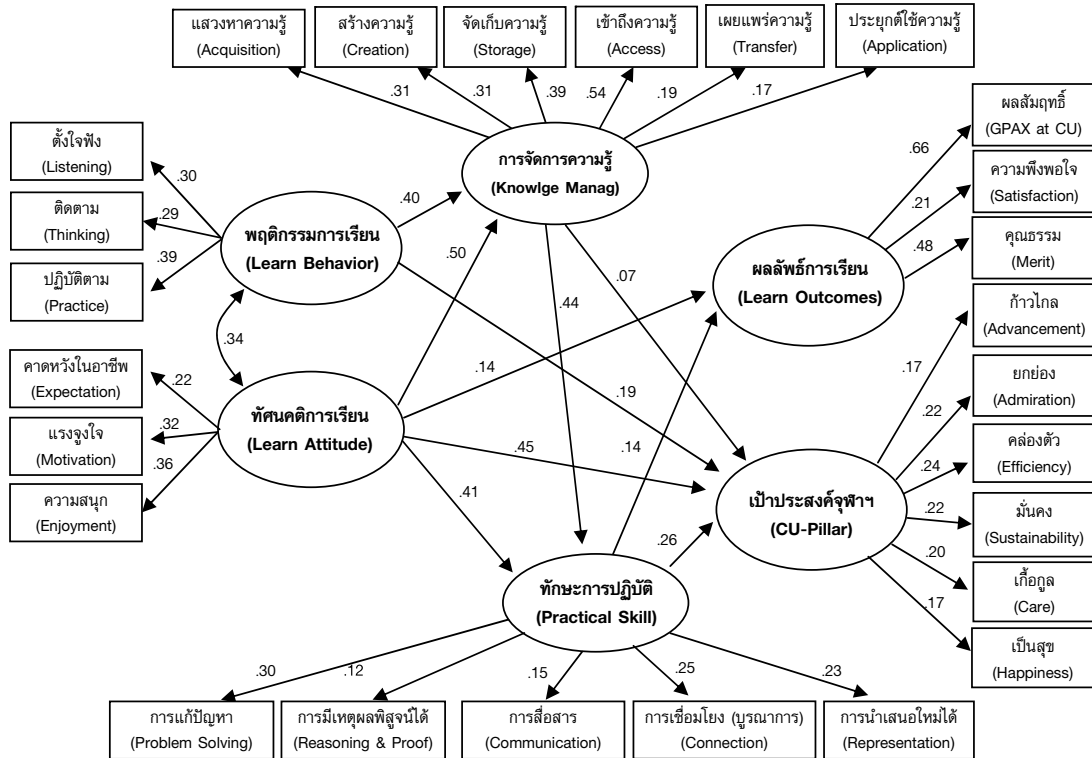 แสวงหาความรู้
(Acquisition)
สร้างความรู้
(Creation)
จัดเก็บความรู้
(Storage)
เข้าถึงความรู้
(Access)
เผยแพร่ความรู้
(Transfer)
ประยุกต์ใช้ความรู้
(Application)
.31
.31
.39
.54
.19
.17
ตั้งใจฟัง
(Listening)
ติดตาม
(Thinking)
ปฏิบัติตาม
(Practice)
.30
.29
.39
พฤติกรรมการเรียน
(Learn Behavior)
.40
การจัดการความรู้
(Knowlge Manag)
.50
.44
.07
ผลลัพธ์การเรียน
(Learn Outcomes)
.66
.21
.48
ผลสัมฤทธิ์
(GPAX at CU)
ความพึงพอใจ
(Satisfaction)
คุณธรรม
(Merit)
.34
คาดหวังในอาชีพ
(Expectation)
แรงจูงใจ
(Motivation)
ความสนุก
(Enjoyment)
.22
.32
.36
ทัศนคติการเรียน
(Learn Attitude)
.14
.19
.45
.14
.41
.26
เป้าประสงค์จุฬาฯ
(CU-Pillar)
.17
.22
.24
.22
.20
.17
ก้าวไกล
(Advancement)
ยกย่อง
(Admiration)
คล่องตัว
(Efficiency)
มั่นคง
(Sustainability)
เกื้อกูล
(Care)
เป็นสุข
(Happiness)
ทักษะการปฏิบัติ
(Practical Skill)
.30
.12
.15
.25
.23
การแก้ปัญหา
(Problem Solving)
การมีเหตุผลพิสูจน์ได้
(Reasoning & Proof)
การสื่อสาร
(Communication)
การเชื่อมโยง (บูรณาการ)
(Connection)
การนำเสนอใหม่ได้
(Representation)